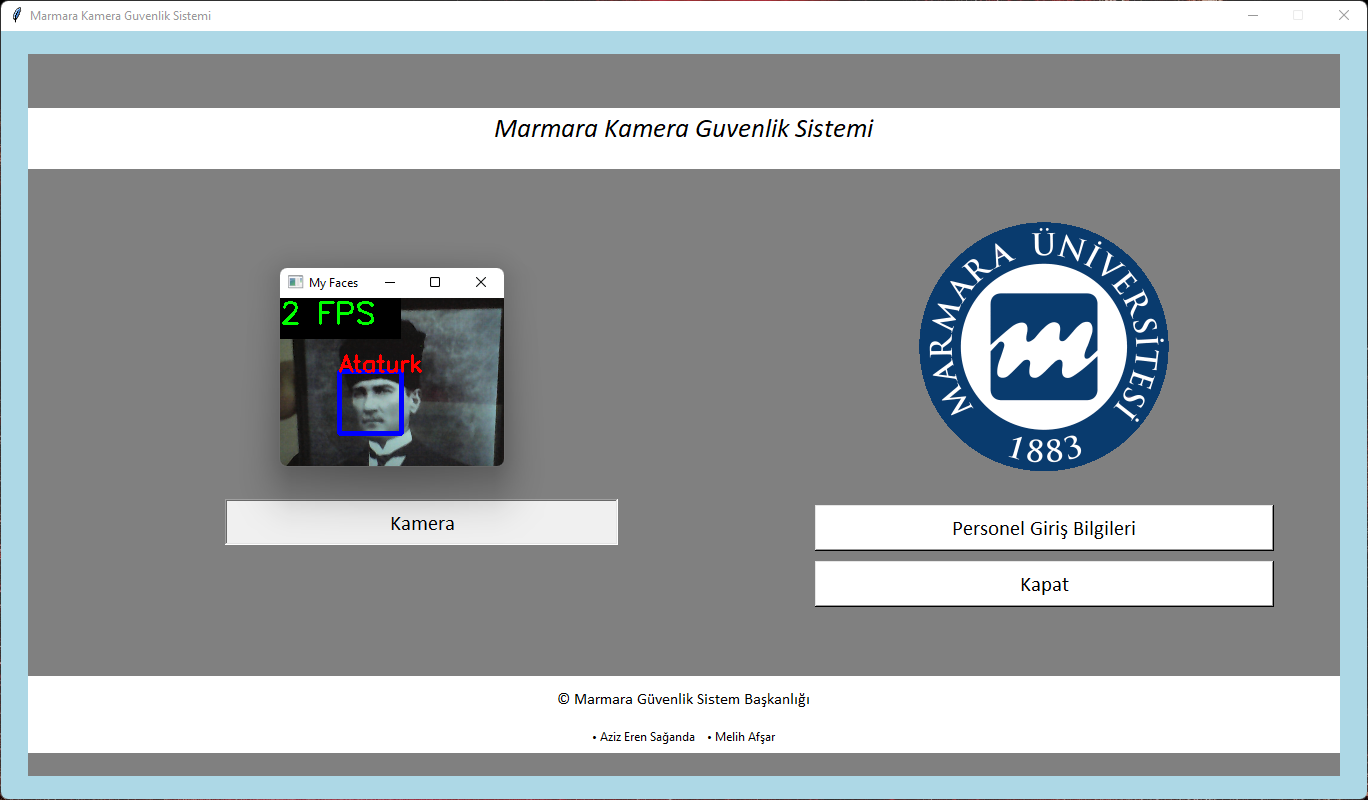 Marmara Kamera Guvenlik Sistemi
Marmara Kamera Guvenlik Sistemi
My Faces
2 FPS
Ataturk
MARMARA ÜNİVERSİTESİ
1883
Kamera
Personel Giriş Bilgileri
Kapat
© Marmara Güvenlik Sistem Başkanlığı
• Aziz Eren Sağanda • Melih Afşar